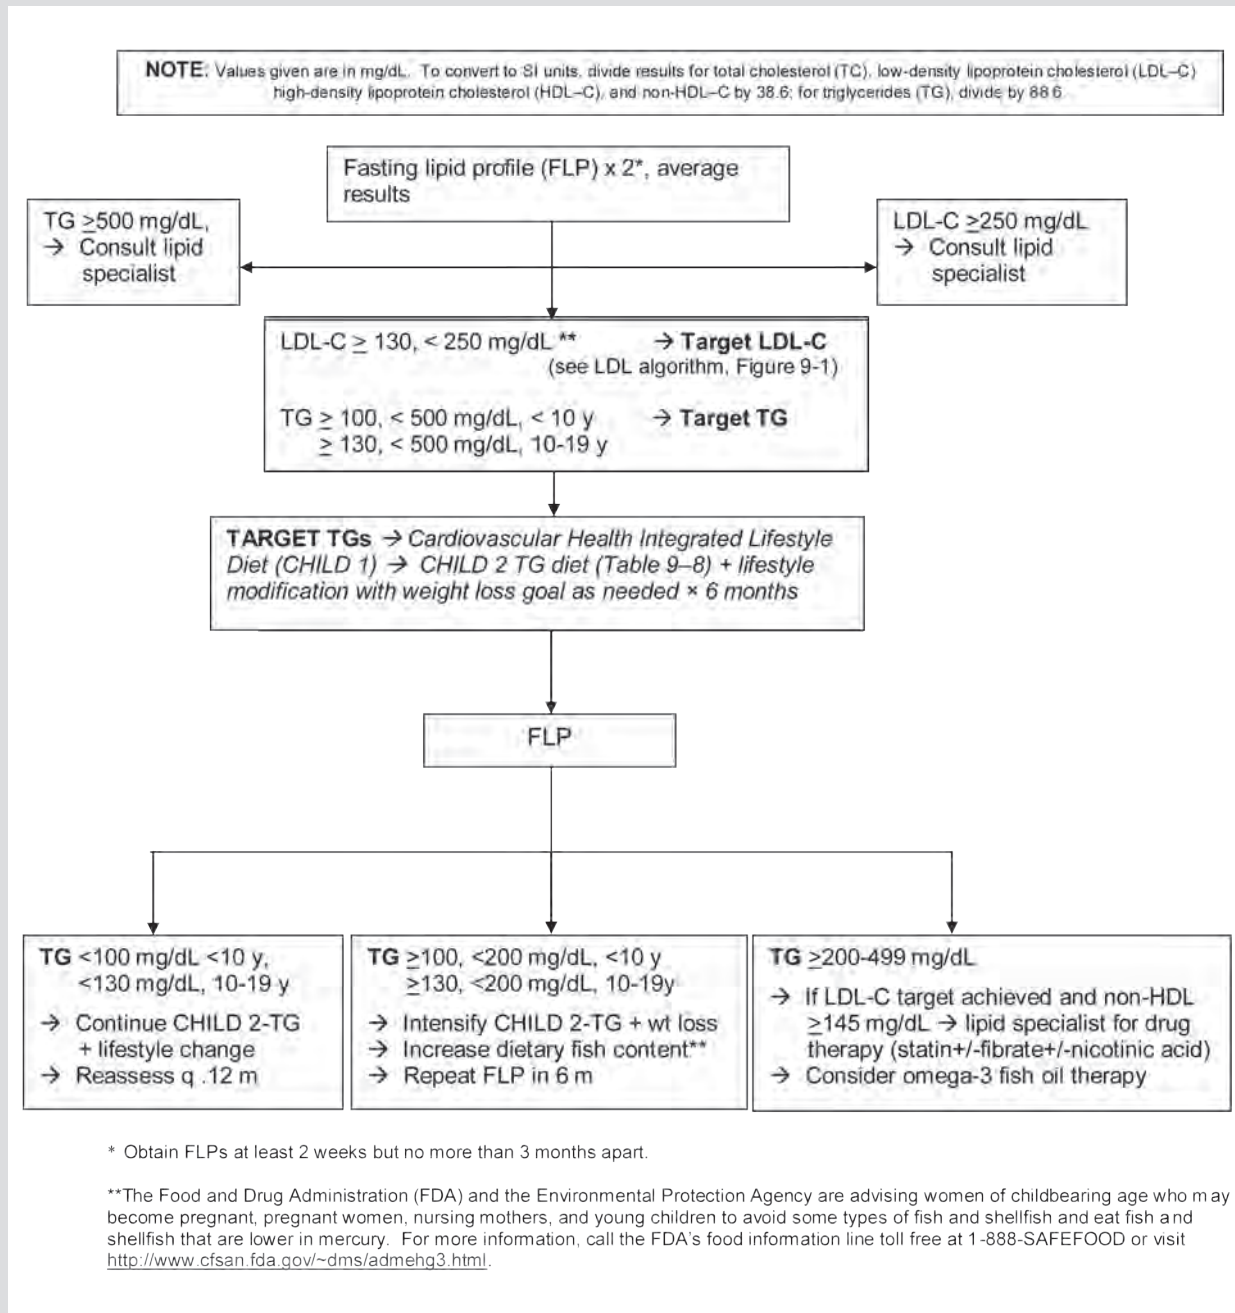 NOTE: Values given are in mg/dL. To convert to SI units, divide results for total cholesterol (TC), low-density lipoprotein cholesterol (LDL–C)
high-density lipoprotein cholesterol (HDL–C), and non-HDL–C by 38.6; for triglycerides (TG), divide by 88 6
Fasting lipid profile (FLP) x 2*, average
results
TG ≥500 mg/dL,
→ Consult lipid
specialist
LDL-C ≥250 mg/dL
→ Consult lipid
specialist
LDL-C ≥ 130, < 250 mg/dL ** → Target LDL-C
(see LDL algorithm, Figure 9-1)
TG ≥ 100, < 500 mg/dL, < 10 y → Target TG
≥ 130, < 500 mg/dL, 10-19 y
TARGET TGs → Cardiovascular Health Integrated Lifestyle
Diet (CHILD 1) → CHILD 2 TG diet (Table 9–8) + lifestyle
modification with weight loss goal as needed × 6 months
FLP
TG <100 mg/dL <10 y,
<130 mg/dL, 10-19 y
→ Continue CHILD 2-TG
+ lifestyle change
→ Reassess q .12 m
TG ≥100, <200 mg/dL, <10 y
≥130, <200 mg/dL, 10-19y
→ Intensify CHILD 2-TG + wt loss
→ Increase dietary fish content**
→ Repeat FLP in 6 m
TG ≥200-499 mg/dL
→ If LDL-C target achieved and non-HDL
≥145 mg/dL → lipid specialist for drug
therapy (statin+/-fibrate+/-nicotinic acid)
→ Consider omega-3 fish oil therapy
* Obtain FLPs at least 2 weeks but no more than 3 months apart.
**The Food and Drug Administration (FDA) and the Environmental Protection Agency are advising women of childbearing age who may
become pregnant, pregnant women, nursing mothers, and young children to avoid some types of fish and shellfish and eat fish and
shellfish that are lower in mercury. For more information, call the FDA's food information line toll free at 1-888-SAFEFOOD or visit
http://www.cfsan.fda.gov/~dms/admehg3.html.